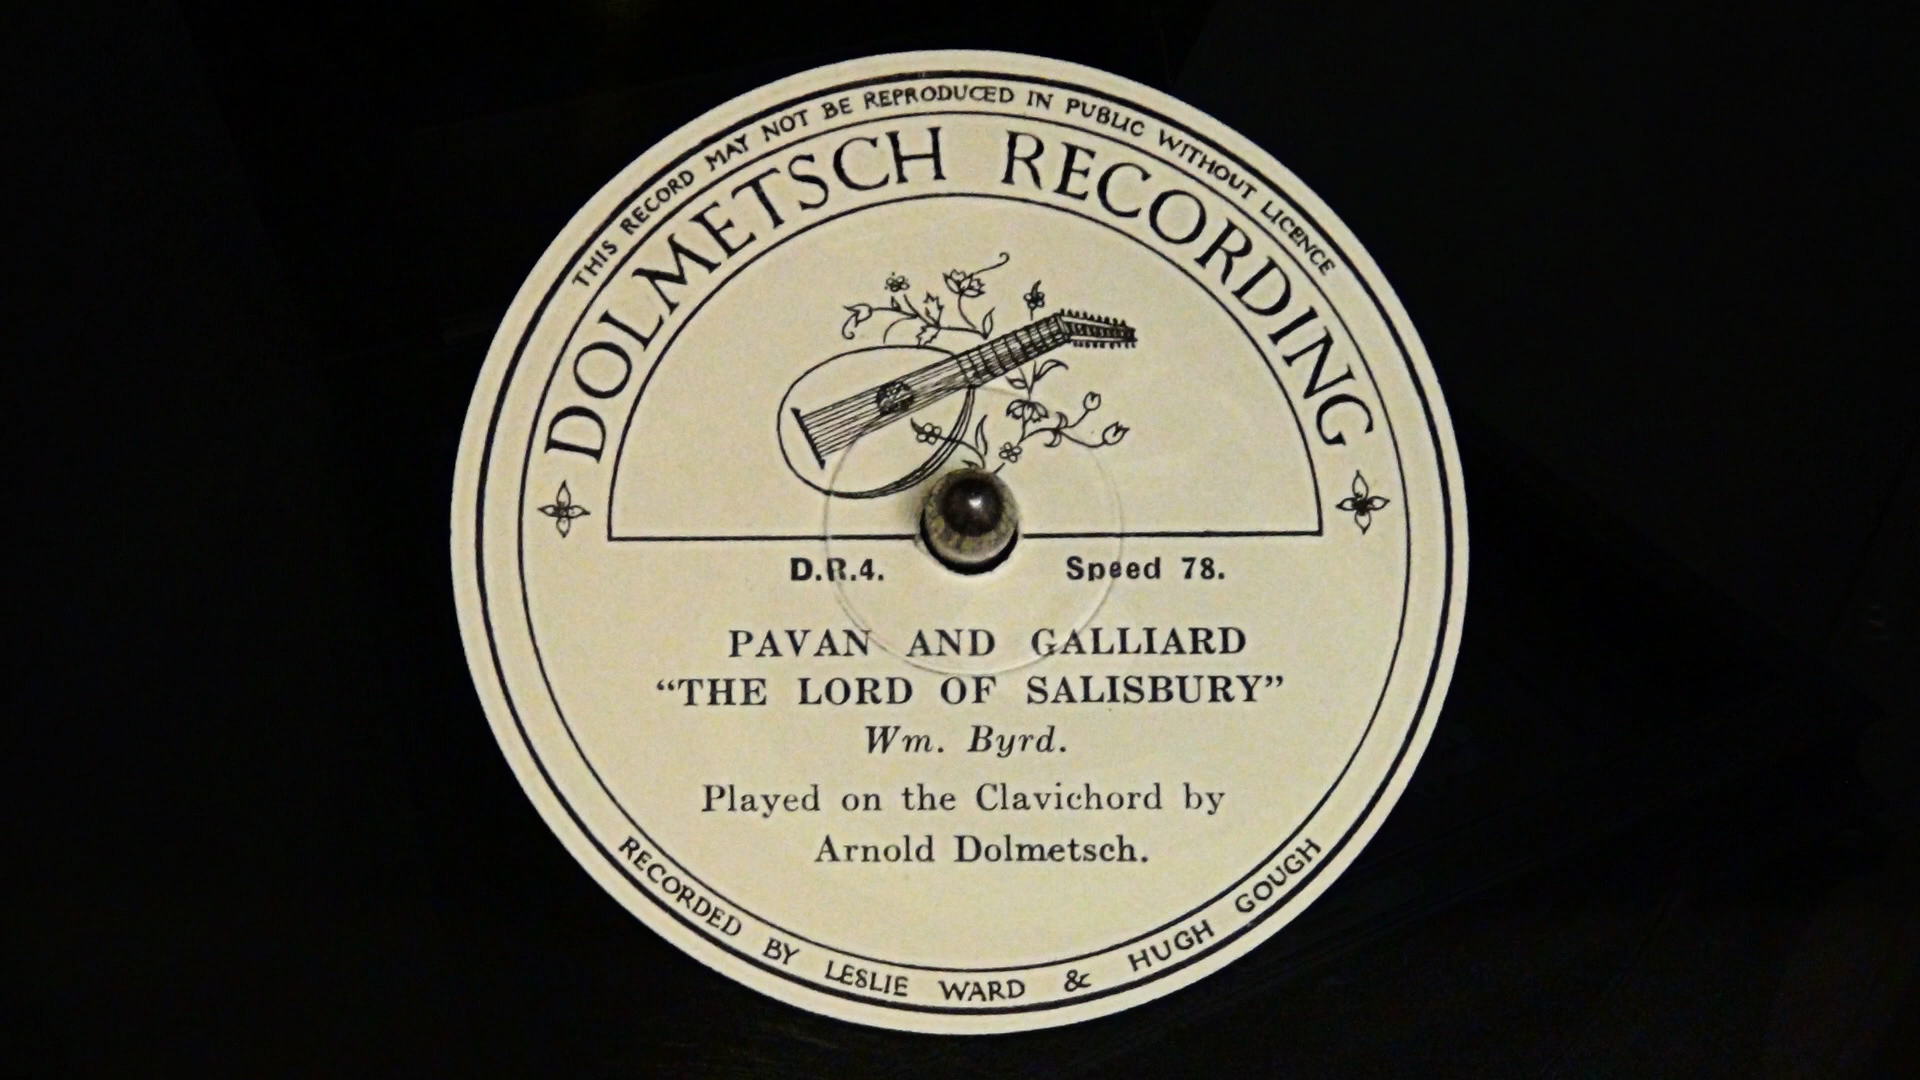 THIS RECORD MAY NOT BE REPRODUCED IN PUBLIC WITHOUT LICENCE
DOLMETSCH RECORDING
D.R.4. Speed 78.
PAVAN AND GALLIARD
“THE LORD OF SALISBURY”
Wm. Byrd.
Played on the Clavichord by
Arnold Dolmetsch.
RECORDED BY LESLIE WARD & HUGH GOUGH